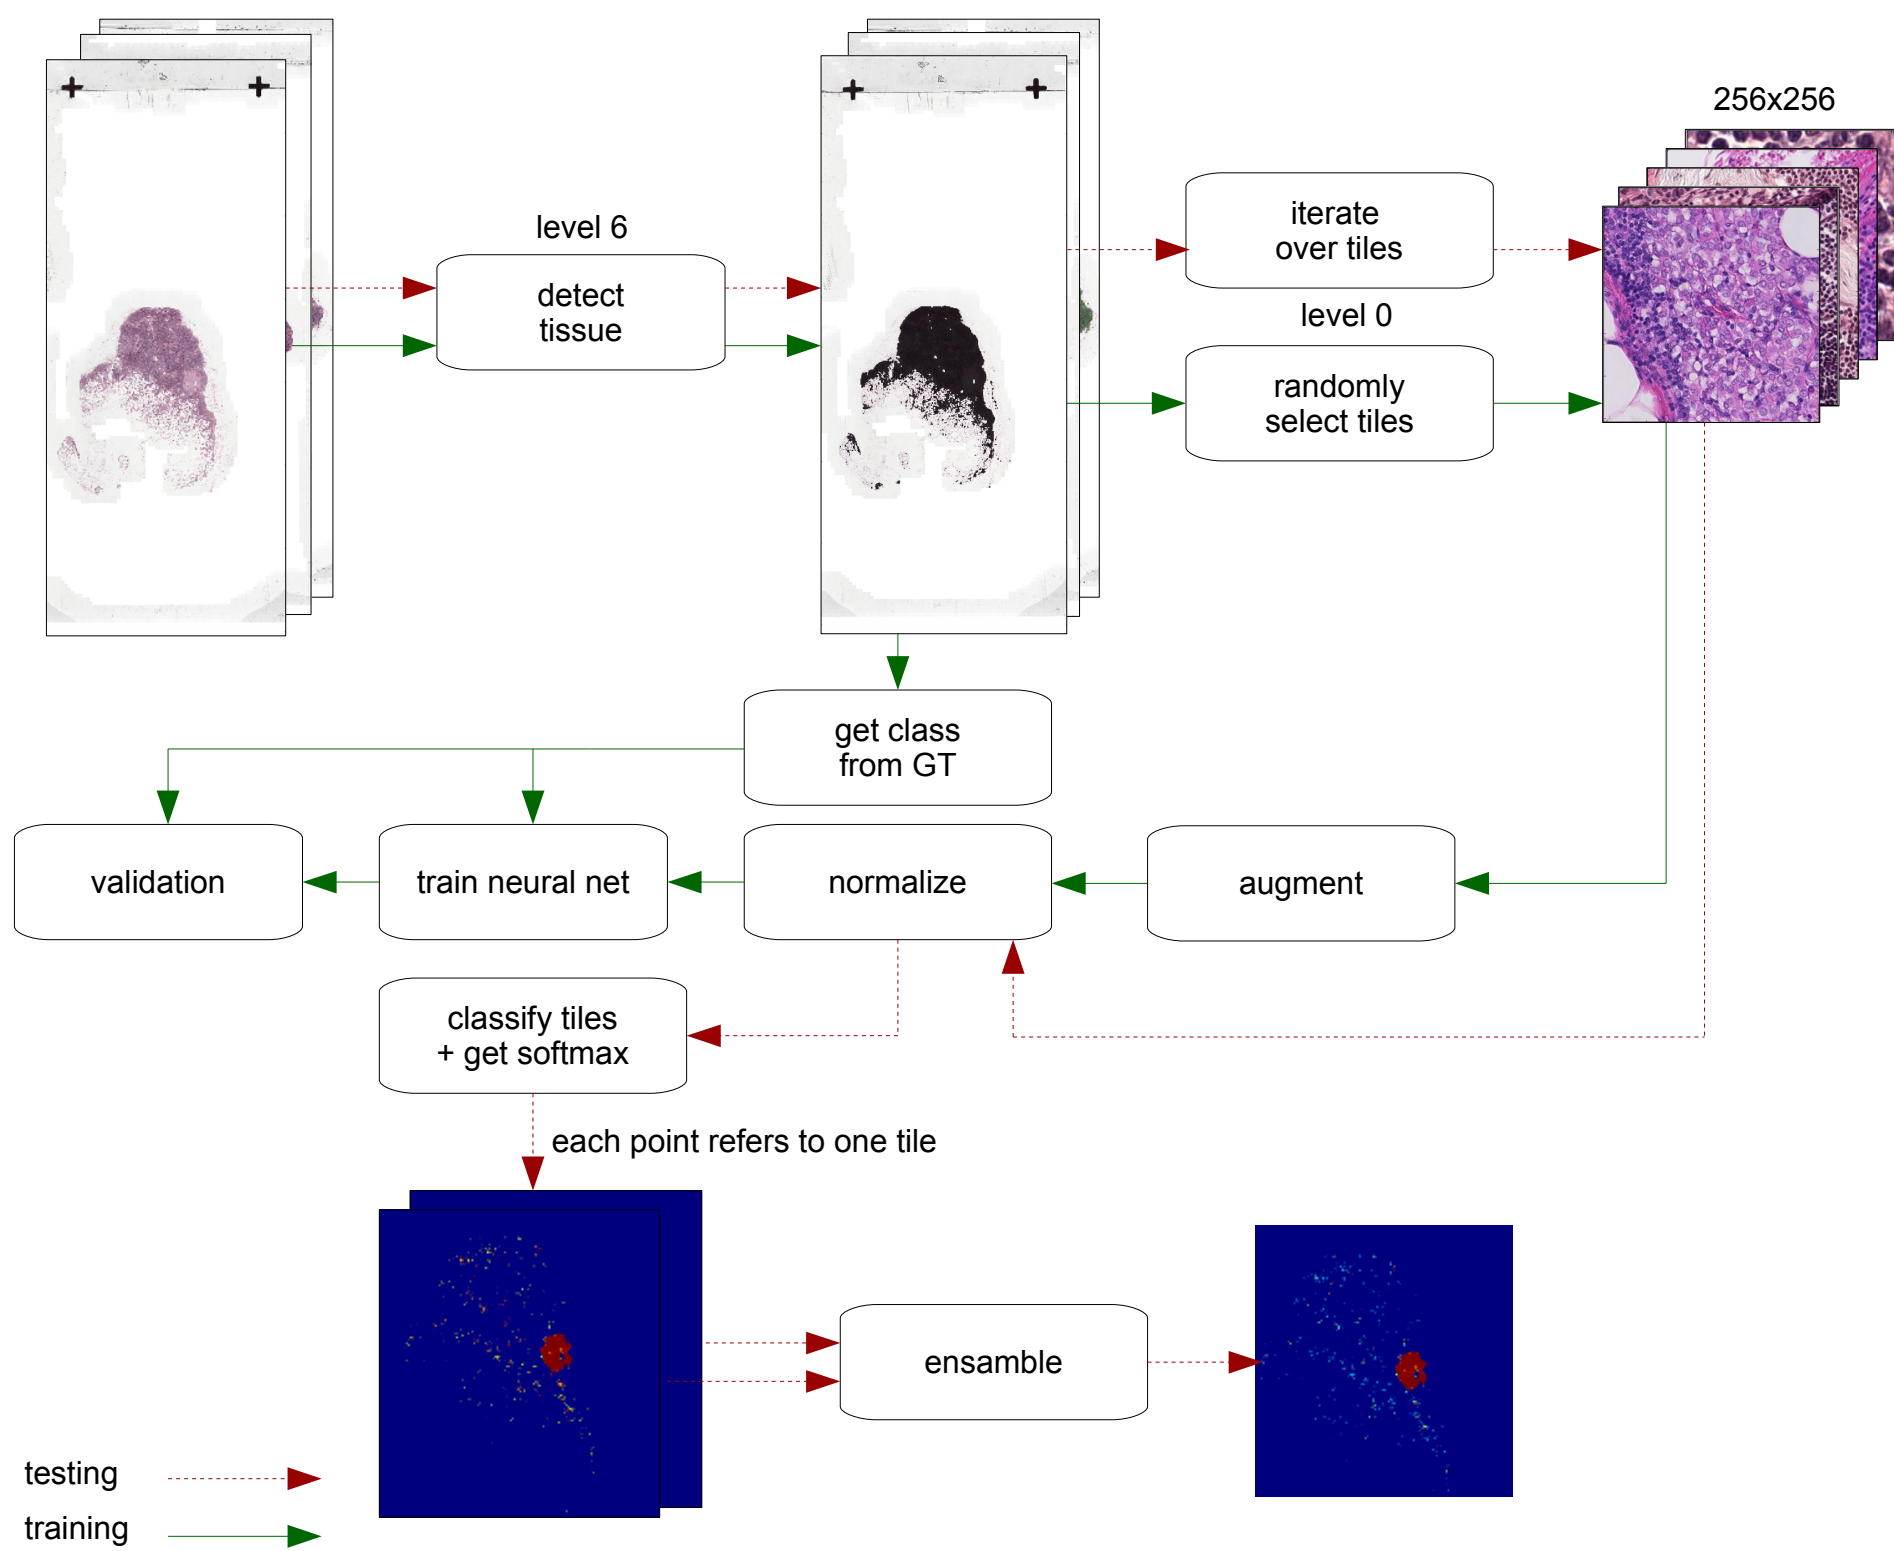 256x256
level 6
detect
tissue
iterate
over tiles
level 0
randomly
select tiles
get class
from GT
validation
train neural net
normalize
augment
classify tiles
+ get softmax
each point refers to one tile
ensamble
testing
training